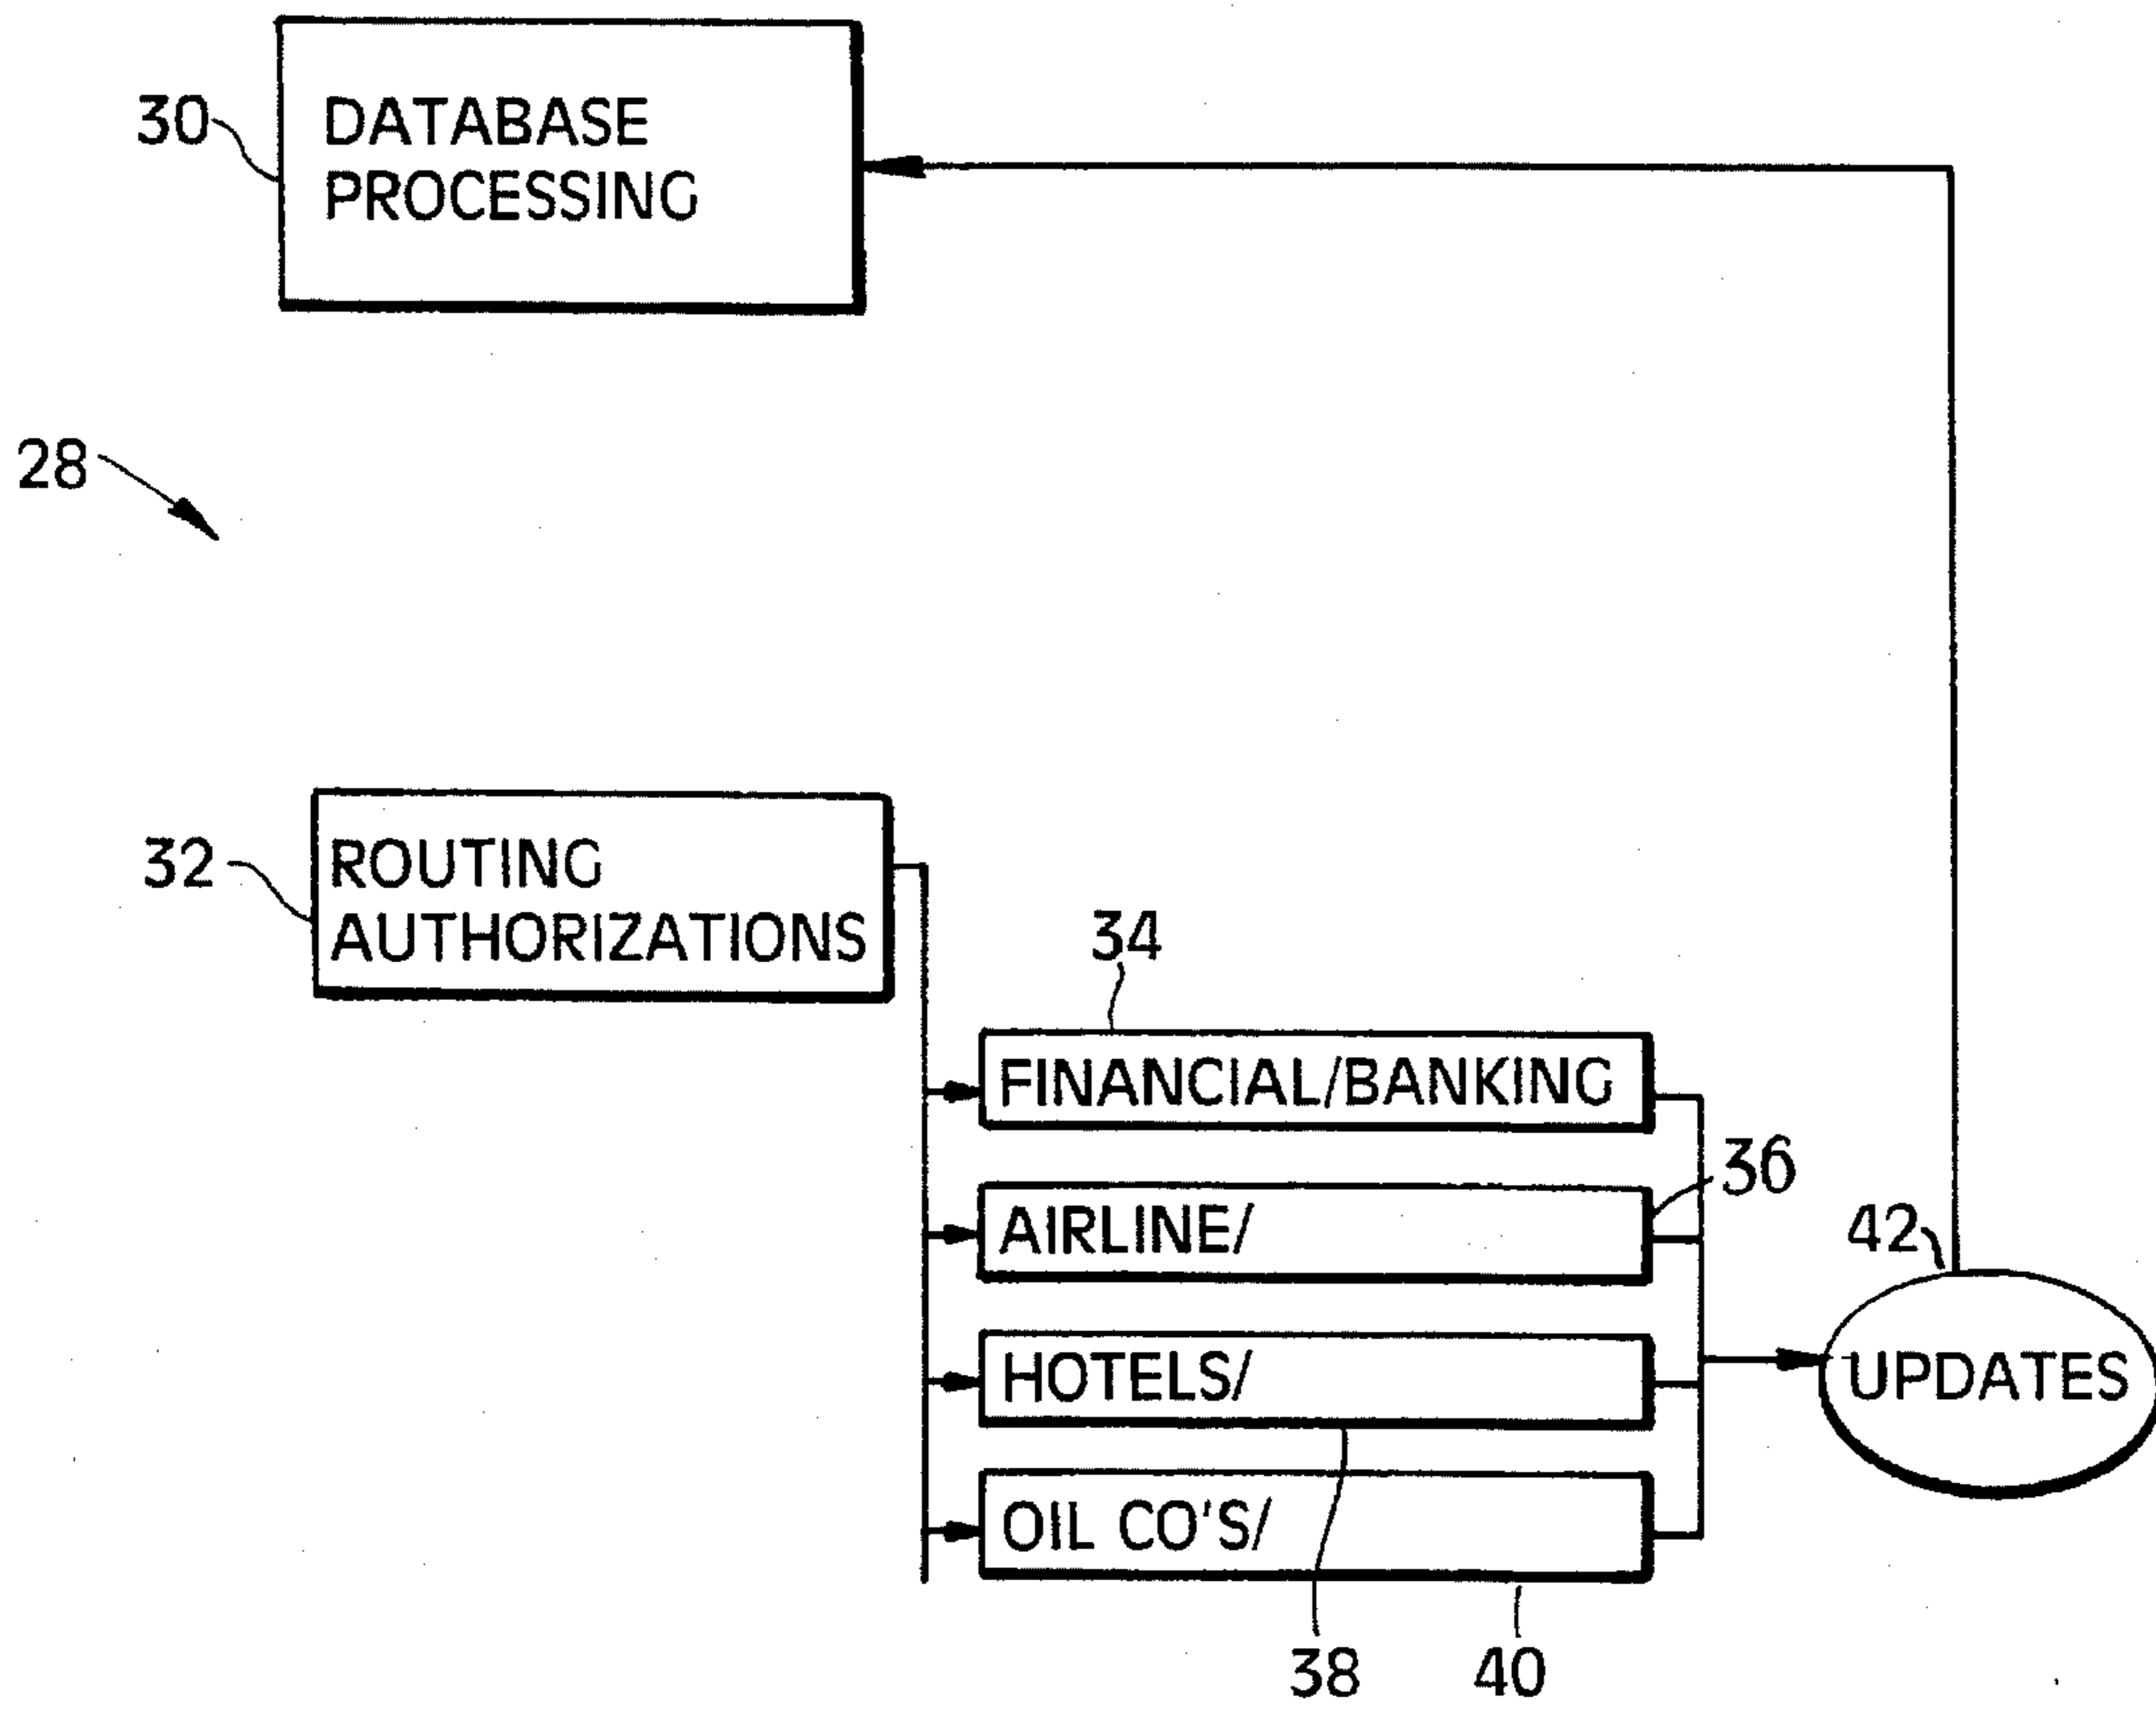 30
DATABASE
PROCESSING
28
32
ROUTING
AUTHORIZATIONS
34
FINANCIAL/BANKING
36
AIRLINE/
42
HOTELS/
UPDATES
OIL CO'S/
38
40